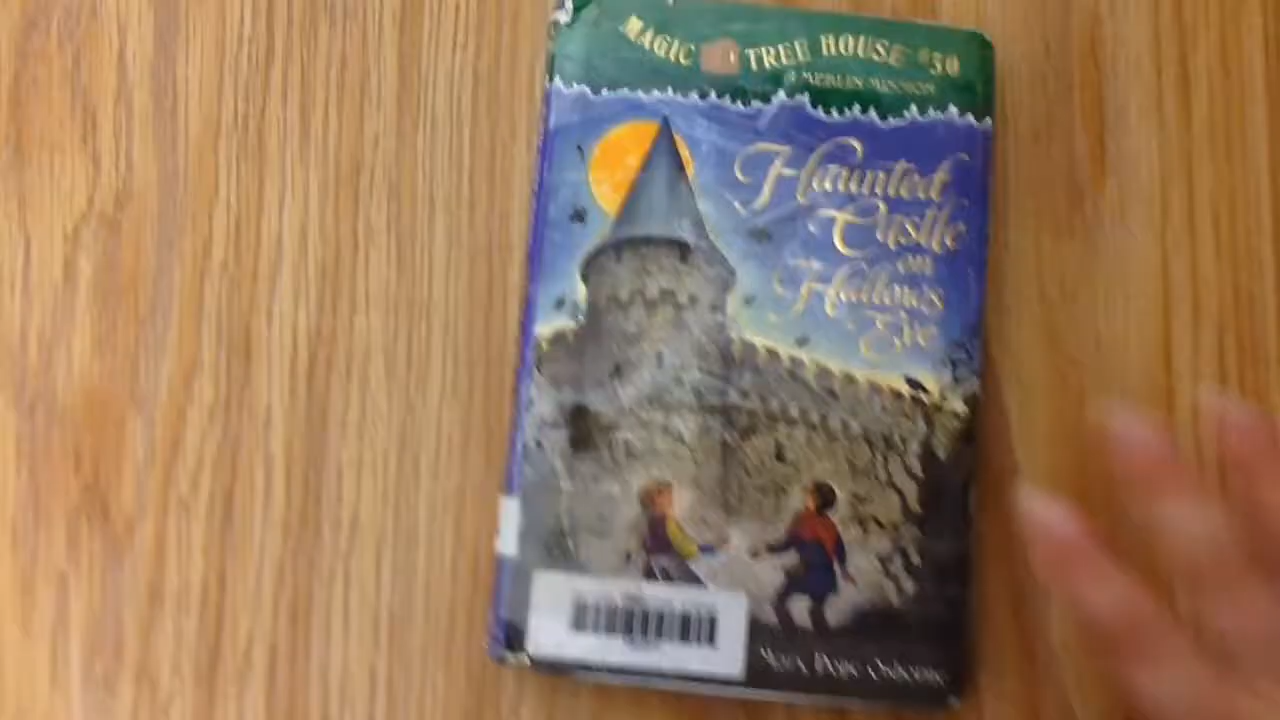 MAGIC TREE HOUSE #30
A MERLIN MISSION
Haunted
Castle
on
Hallows
Eve
Mary Pope Osborne